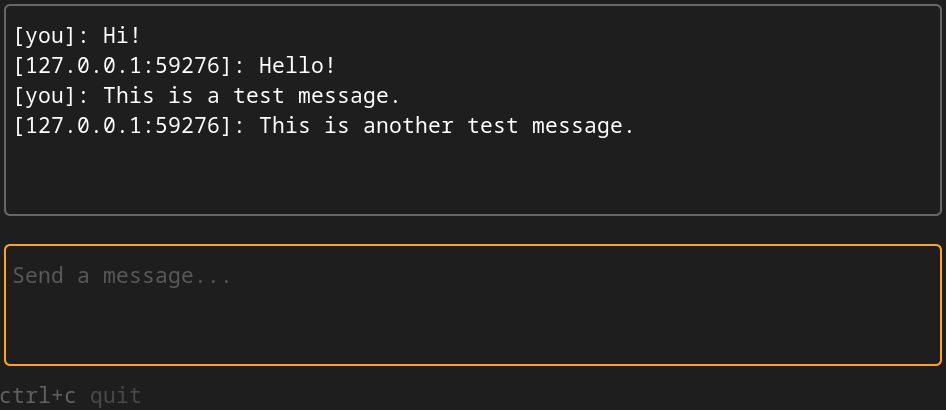 [you]: Hi!
[127.0.0.1:59276]: Hello!
[you]: This is a test message.
[127.0.0.1:59276]: This is another test message.
Send a message...
ctrl+c quit